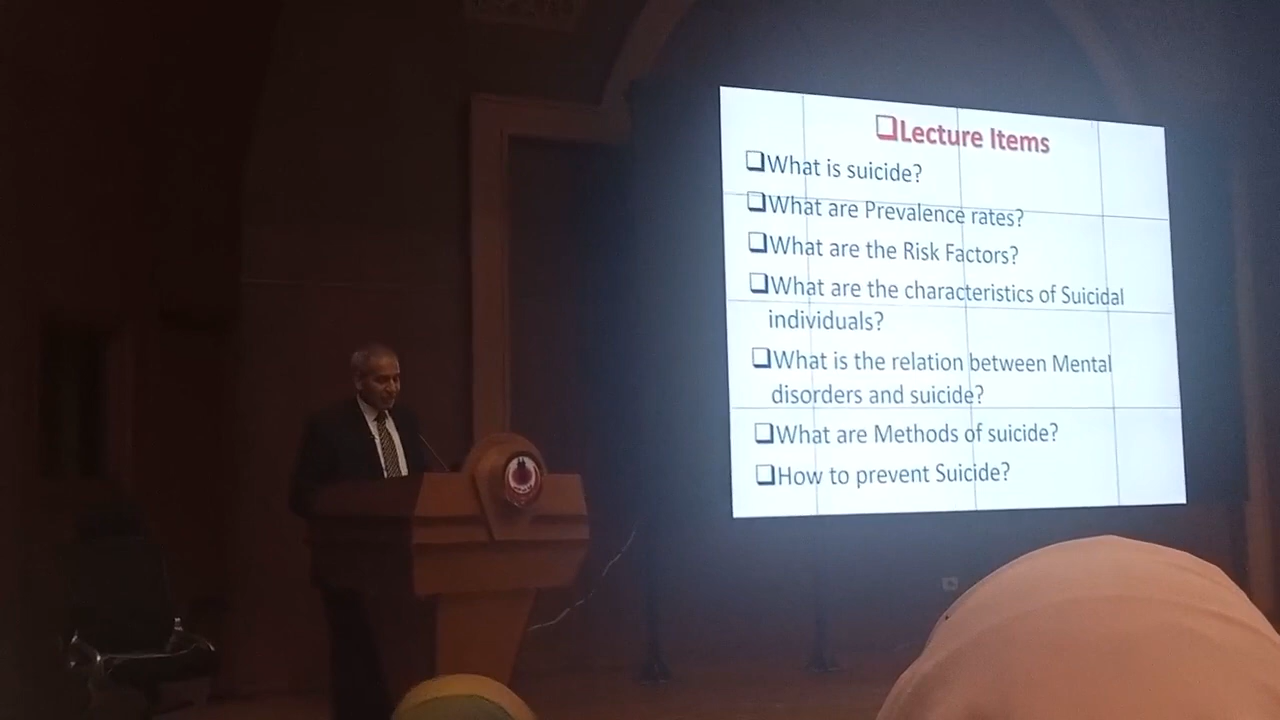 ❑Lecture Items
❑What is suicide?
❑What are Prevalence rates?
❑What are the Risk Factors?
❑What are the characteristics of Suicidal
individuals?
❑What is the relation between Mental
disorders and suicide?
❑What are Methods of suicide?
❑How to prevent Suicide?